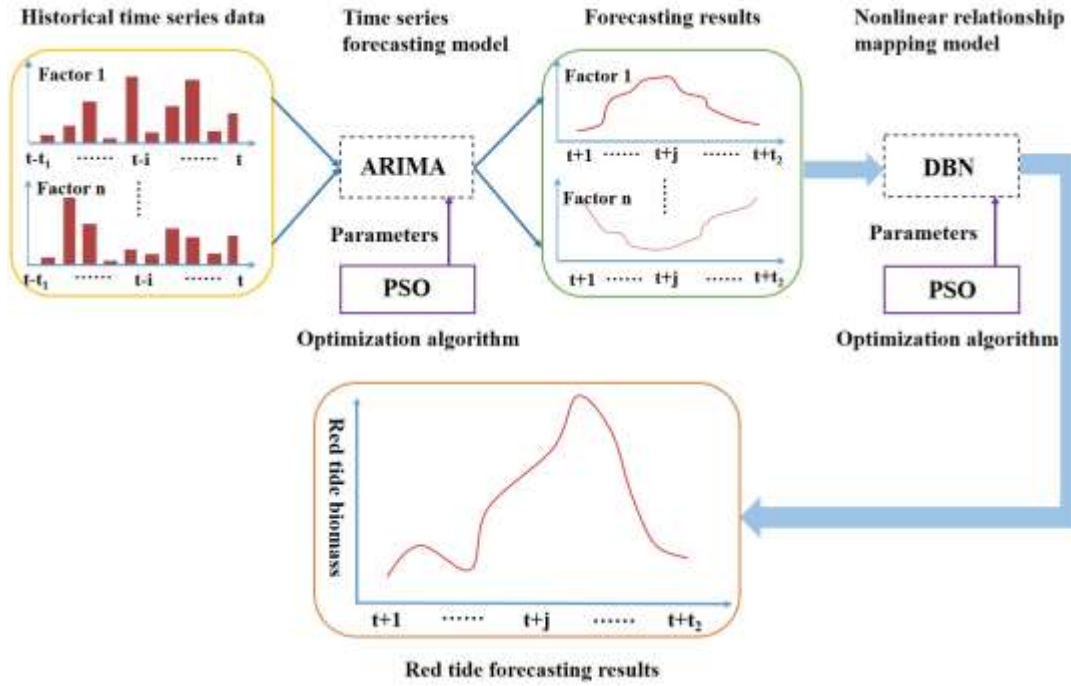 Historical time series data
Time series
forecasting model
Forecasting results
Nonlinear relationship
mapping model
Factor 1
t-t₁ ...... t-i ...... t
Factor n
t-t₁ ...... t-i ...... t
ARIMA
Parameters
PSO
Optimization algorithm
Factor 1
t+1 ...... t+j ...... t+t₂
Factor n
t+1 ...... t+j ...... t+t₂
DBN
Parameters
PSO
Optimization algorithm
Red tide biomass
t+1 ...... t+j ...... t+t₂
Red tide forecasting results